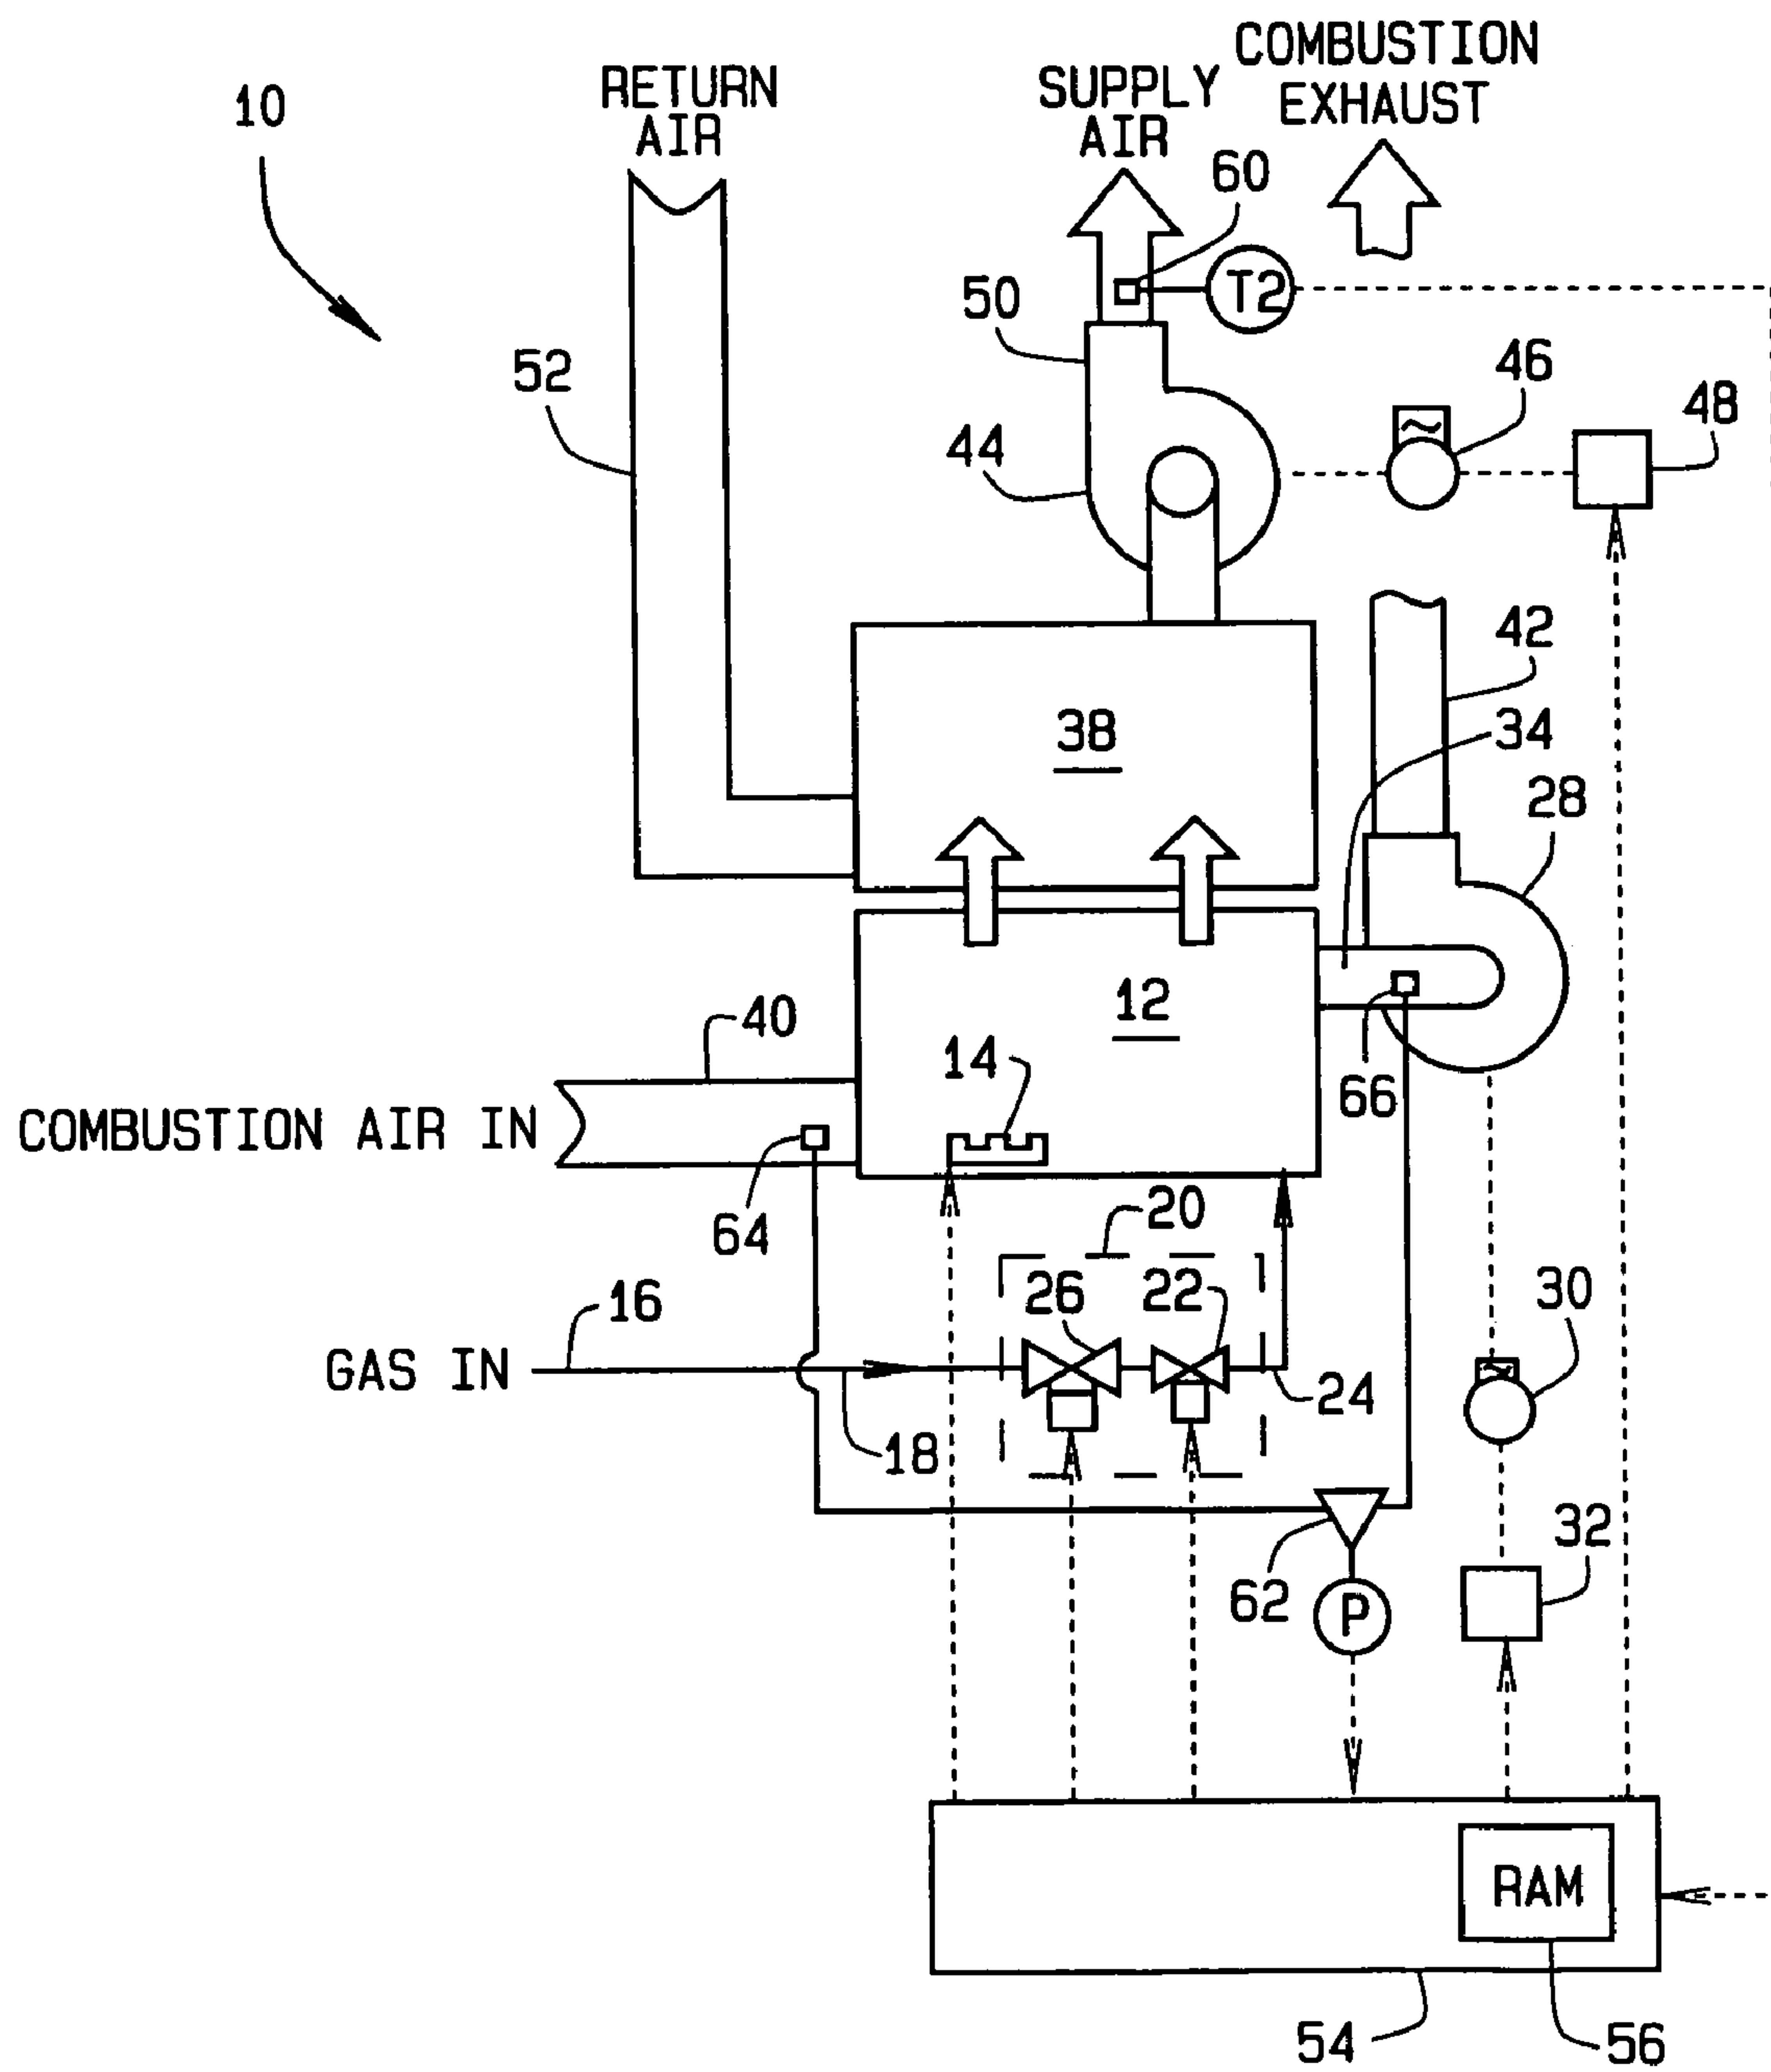 COMBUSTION
EXHAUST
RETURN
AIR
SUPPLY
AIR
10
60
T2
50
46
52
48
44
42
38
34
28
12
40
14
66
COMBUSTION AIR IN
64
20
26
22
30
16
GAS IN
24
18
32
62
P
RAM
54
56